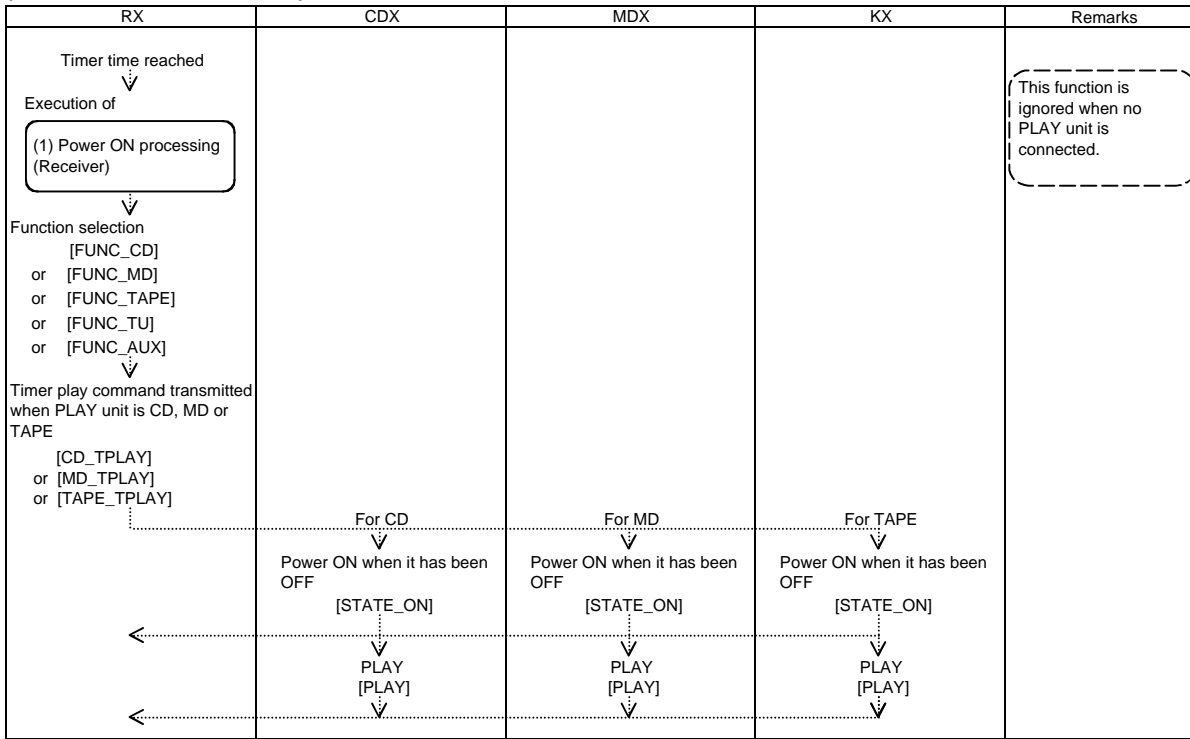 RX CDX MDX KX Remarks
Timer time reached
Execution of
(1) Power ON processing
(Receiver)
This function is
ignored when no
PLAY unit is
connected.
Function selection
[FUNC_CD]
or [FUNC_MD]
or [FUNC_TAPE]
or [FUNC_TU]
or [FUNC_AUX]
Timer play command transmitted
when PLAY unit is CD, MD or
TAPE
[CD_TPLAY]
or [MD_TPLAY]
or [TAPE_TPLAY]
For CD
Power ON when it has been
OFF
[STATE_ON]
PLAY
[PLAY]
For MD
Power ON when it has been
OFF
[STATE_ON]
PLAY
[PLAY]
For TAPE
Power ON when it has been
OFF
[STATE_ON]
PLAY
[PLAY]